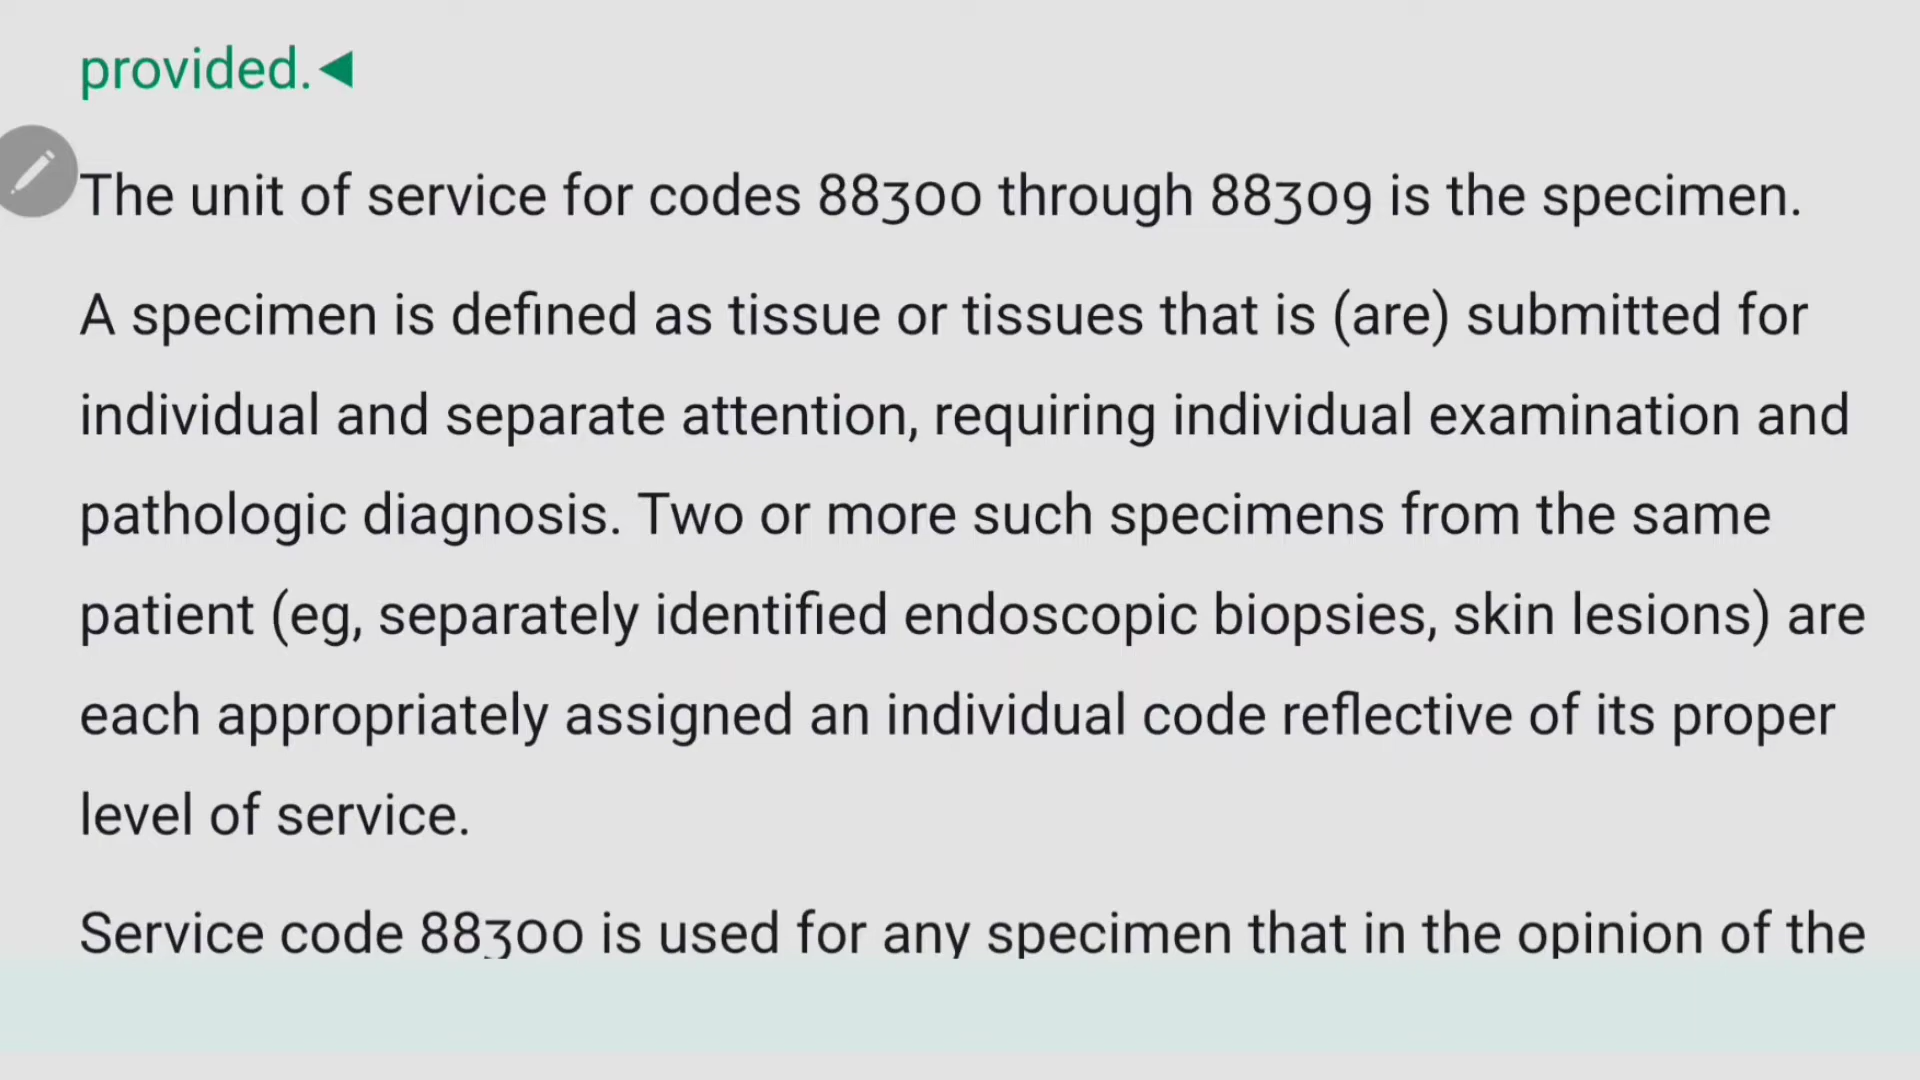 provided.◄
The unit of service for codes 88300 through 88309 is the specimen.
A specimen is defined as tissue or tissues that is (are) submitted for
individual and separate attention, requiring individual examination and
pathologic diagnosis. Two or more such specimens from the same
patient (eg, separately identified endoscopic biopsies, skin lesions) are
each appropriately assigned an individual code reflective of its proper
level of service.
Service code 88300 is used for any specimen that in the opinion of the